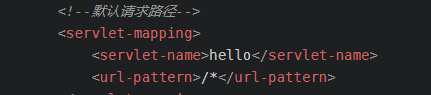 <!--默认请求路径-->
<servlet-mapping>
<servlet-name>hello</servlet-name>
<url-pattern>/*</url-pattern>